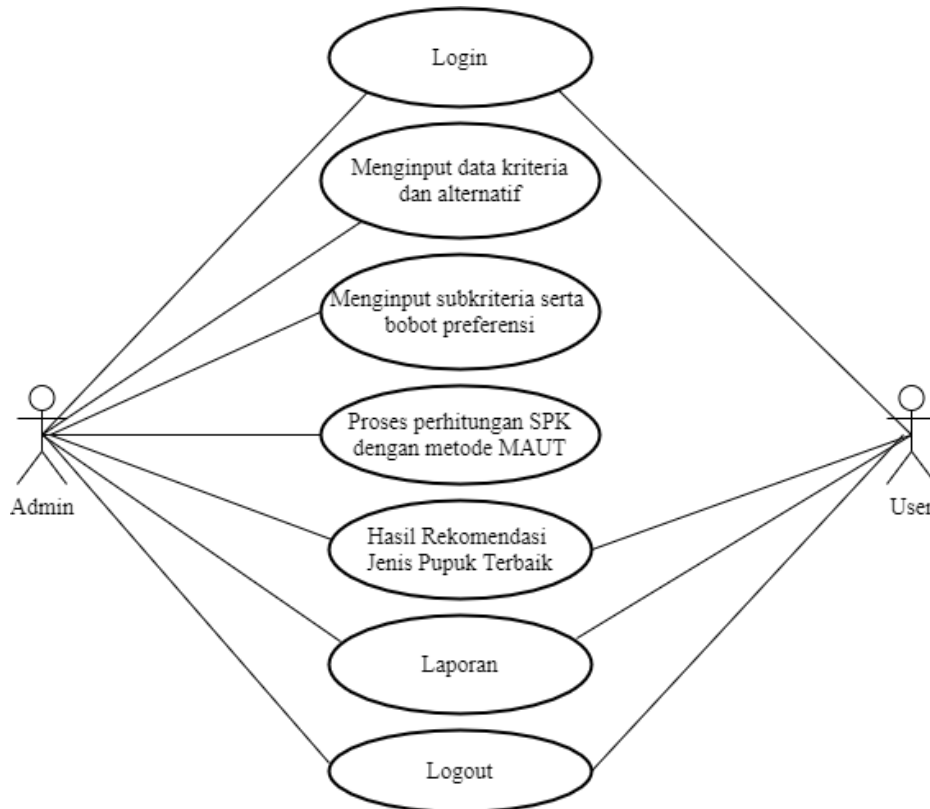 Login
Menginput data kriteria
dan alternatif
Menginput subkriteria serta
bobot preferensi
Proses perhitungan SPK
dengan metode MAUT
Admin
User
Hasil Rekomendasi
Jenis Pupuk Terbaik
Laporan
Logout